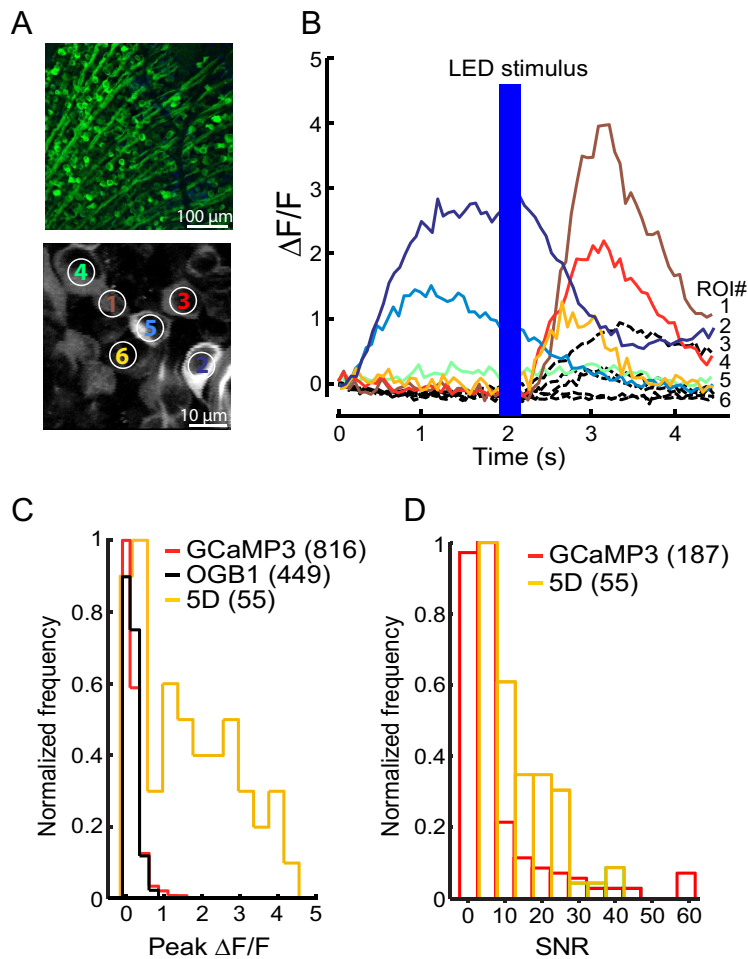 A
100 µm
4
1
3
5
6
2
10 µm
B
LED stimulus
ΔF/F
5
4
3
2
1
0
0
1
2
3
4
Time (s)
ROI#
1
2
3
4
5
6
C
GCaMP3 (816)
OGB1 (449)
5D (55)
Normalized frequency
1
0.8
0.6
0.4
0.2
0
0
1
2
3
4
5
Peak ΔF/F
D
GCaMP3 (187)
5D (55)
Normalized frequency
1
0.8
0.6
0.4
0.2
0
0
10
20
30
40
50
60
SNR